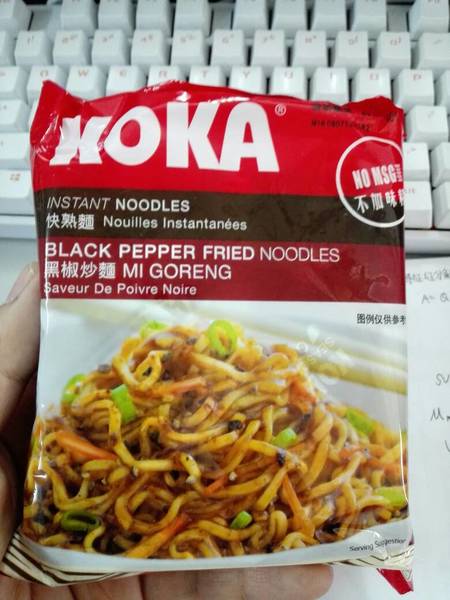 KOKA®
NO MSG
不加味
INSTANT NOODLES
快熟麵 Nouilles Instantanées
BLACK PEPPER FRIED NOODLES
黑椒炒麵 MI GORENG
Saveur De Poivre Noire
图例仅供参考
Serving Suggestion